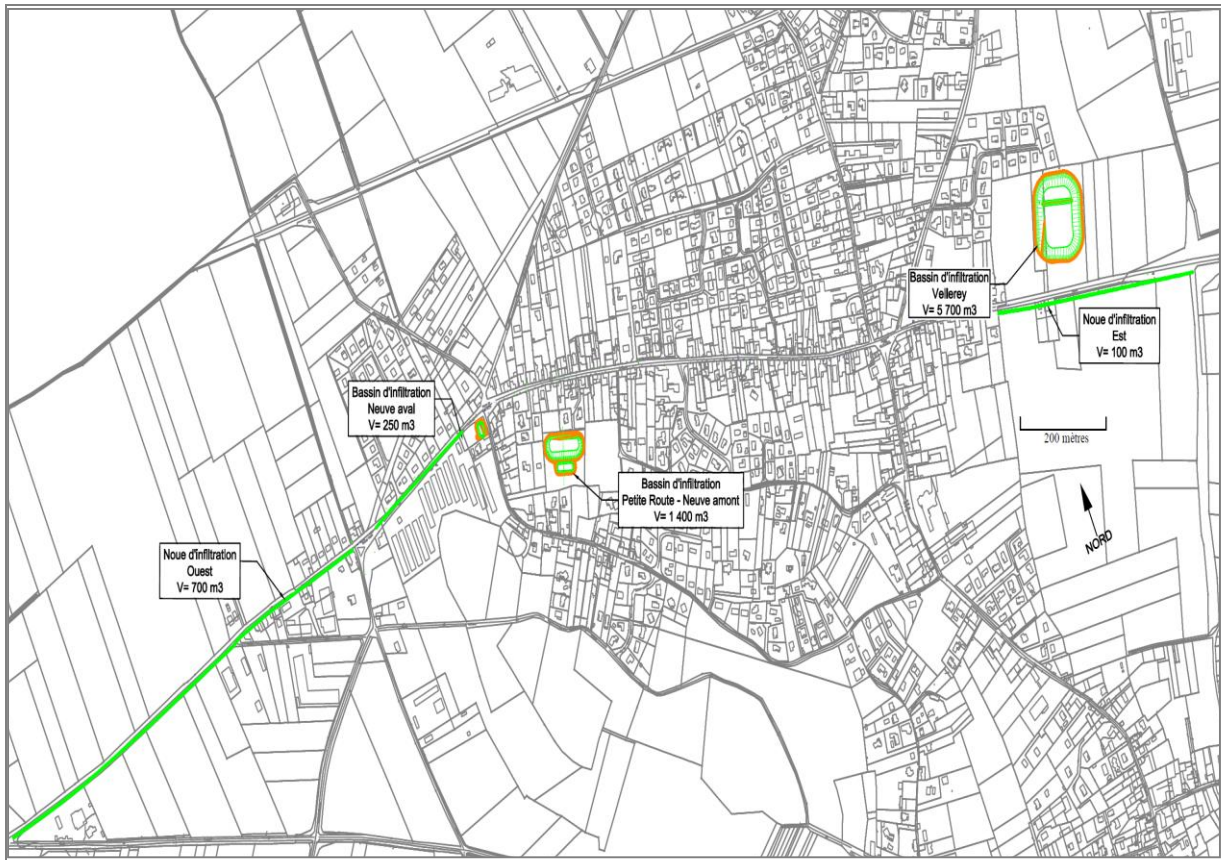 Bassin d'infiltration
Vellerey
V= 5 700 m3
Noue d'infiltration
Est
V= 100 m3
Bassin d'infiltration
Neuve aval
V= 250 m3
200 mètres
Bassin d'infiltration
Petite Route - Neuve amont
V= 1 400 m3
NORD
Noue d'infiltration
Ouest
V= 700 m3